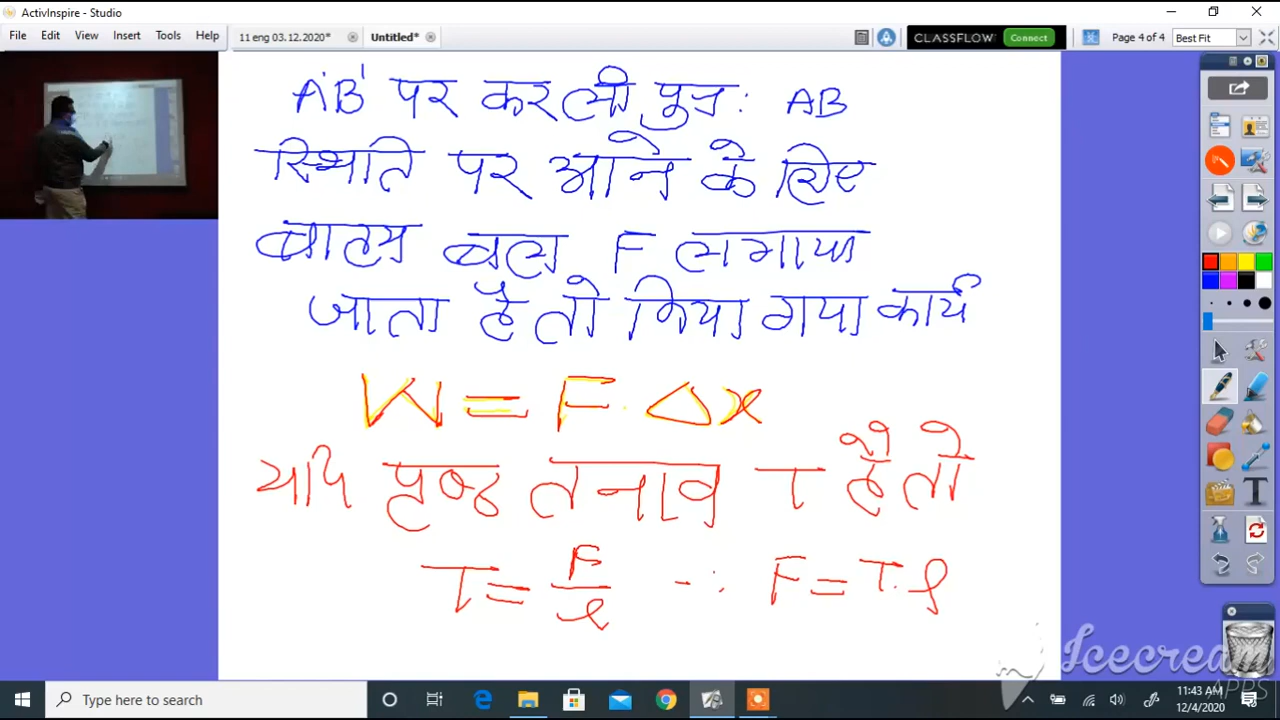 ActivInspire - Studio
File Edit View Insert Tools Help
11 eng 03.12.2020* Untitled* CLASSFLOW Connect Page 4 of 4 Best Fit
A'B' पर कर ली पुन: AB
स्थिति पर आने के लिए
बाह्य बल F लगाया
जाता है तो किया गया कार्य
W = F. Δx
यदि पृष्ठ तनाव T है तो
T = F/l ∴ F = T.l
Icecream
APPS
Type here to search
11:43 AM
12/4/2020